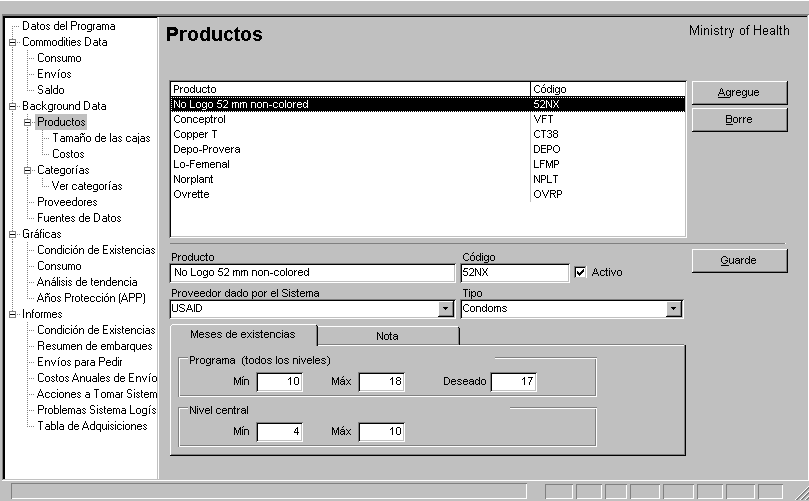 Datos del Programa
Commodities Data
Consumo
Envíos
Saldo
Background Data
Productos
Tamaño de las cajas
Costos
Categorías
Ver categorías
Proveedores
Fuentes de Datos
Gráficas
Condición de Existencias
Consumo
Análisis de tendencia
Años Protección (APP)
Informes
Condición de Existencias
Resumen de embarques
Envíos para Pedir
Costos Anuales de Envío
Acciones a Tomar Sistem
Problemas Sistema Logís
Tabla de Adquisiciones
Productos
Ministry of Health
Producto Código
No Logo 52 mm non-colored 52NX
Conceptrol VFT
Copper T CT38
Depo-Provera DEPO
Lo-Femenal LFMP
Norplant NPLT
Ovrette OVRP
Agregue
Borre
Producto Código
No Logo 52 mm non-colored 52NX Activo
Guarde
Proveedor dado por el Sistema Tipo
USAID Condoms
Meses de existencias Nota
Programa (todos los niveles)
Mín 10 Máx 18 Deseado 17
Nivel central
Mín 4 Máx 10